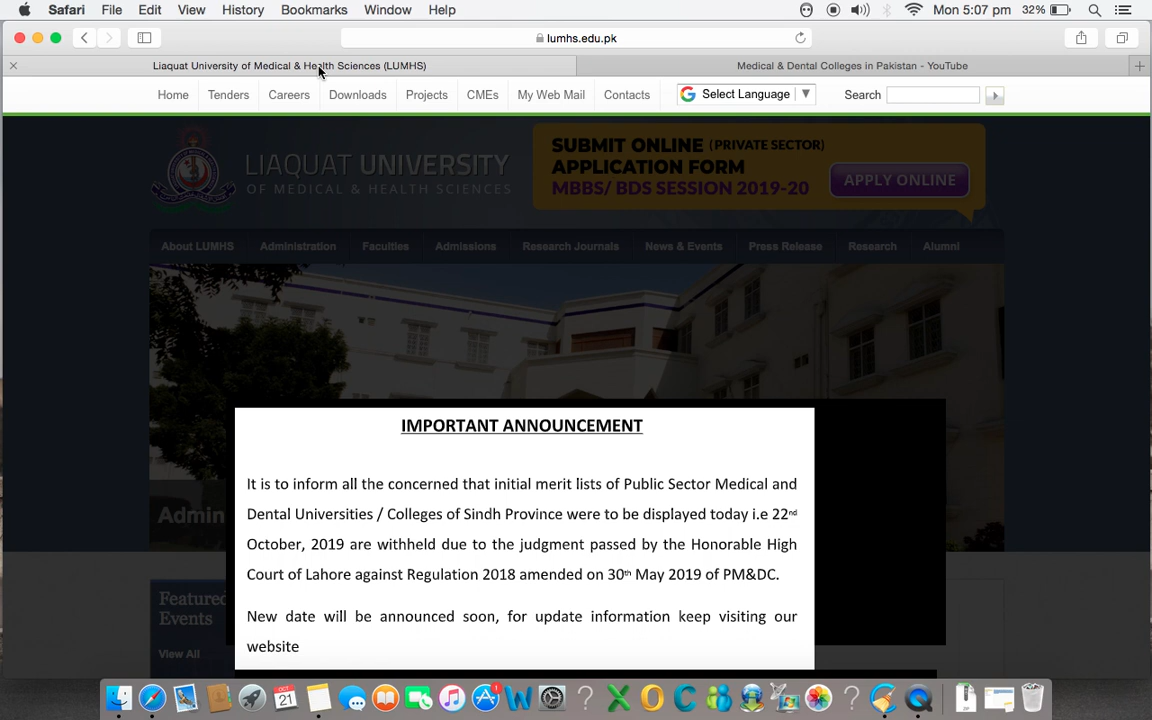 Safari File Edit View History Bookmarks Window Help Mon 5:07 pm 32%
lumhs.edu.pk
Liaquat University of Medical & Health Sciences (LUMHS) Medical & Dental Colleges in Pakistan - YouTube
Home Tenders Careers Downloads Projects CMEs My Web Mail Contacts Select Language Search
LIAQUAT UNIVERSITY
OF MEDICAL & HEALTH SCIENCES
SUBMIT ONLINE (PRIVATE SECTOR)
APPLICATION FORM
MBBS/ BDS SESSION 2019-20
APPLY ONLINE
About LUMHS Administration Faculties Admissions Research Journals News & Events Press Release Research Alumni
IMPORTANT ANNOUNCEMENT
It is to inform all the concerned that initial merit lists of Public Sector Medical and
Dental Universities / Colleges of Sindh Province were to be displayed today i.e 22nd
October, 2019 are withheld due to the judgment passed by the Honorable High
Court of Lahore against Regulation 2018 amended on 30th May 2019 of PM&DC.
New date will be announced soon, for update information keep visiting our
website
Admin
Featured
Events
View All
OCT
21
1